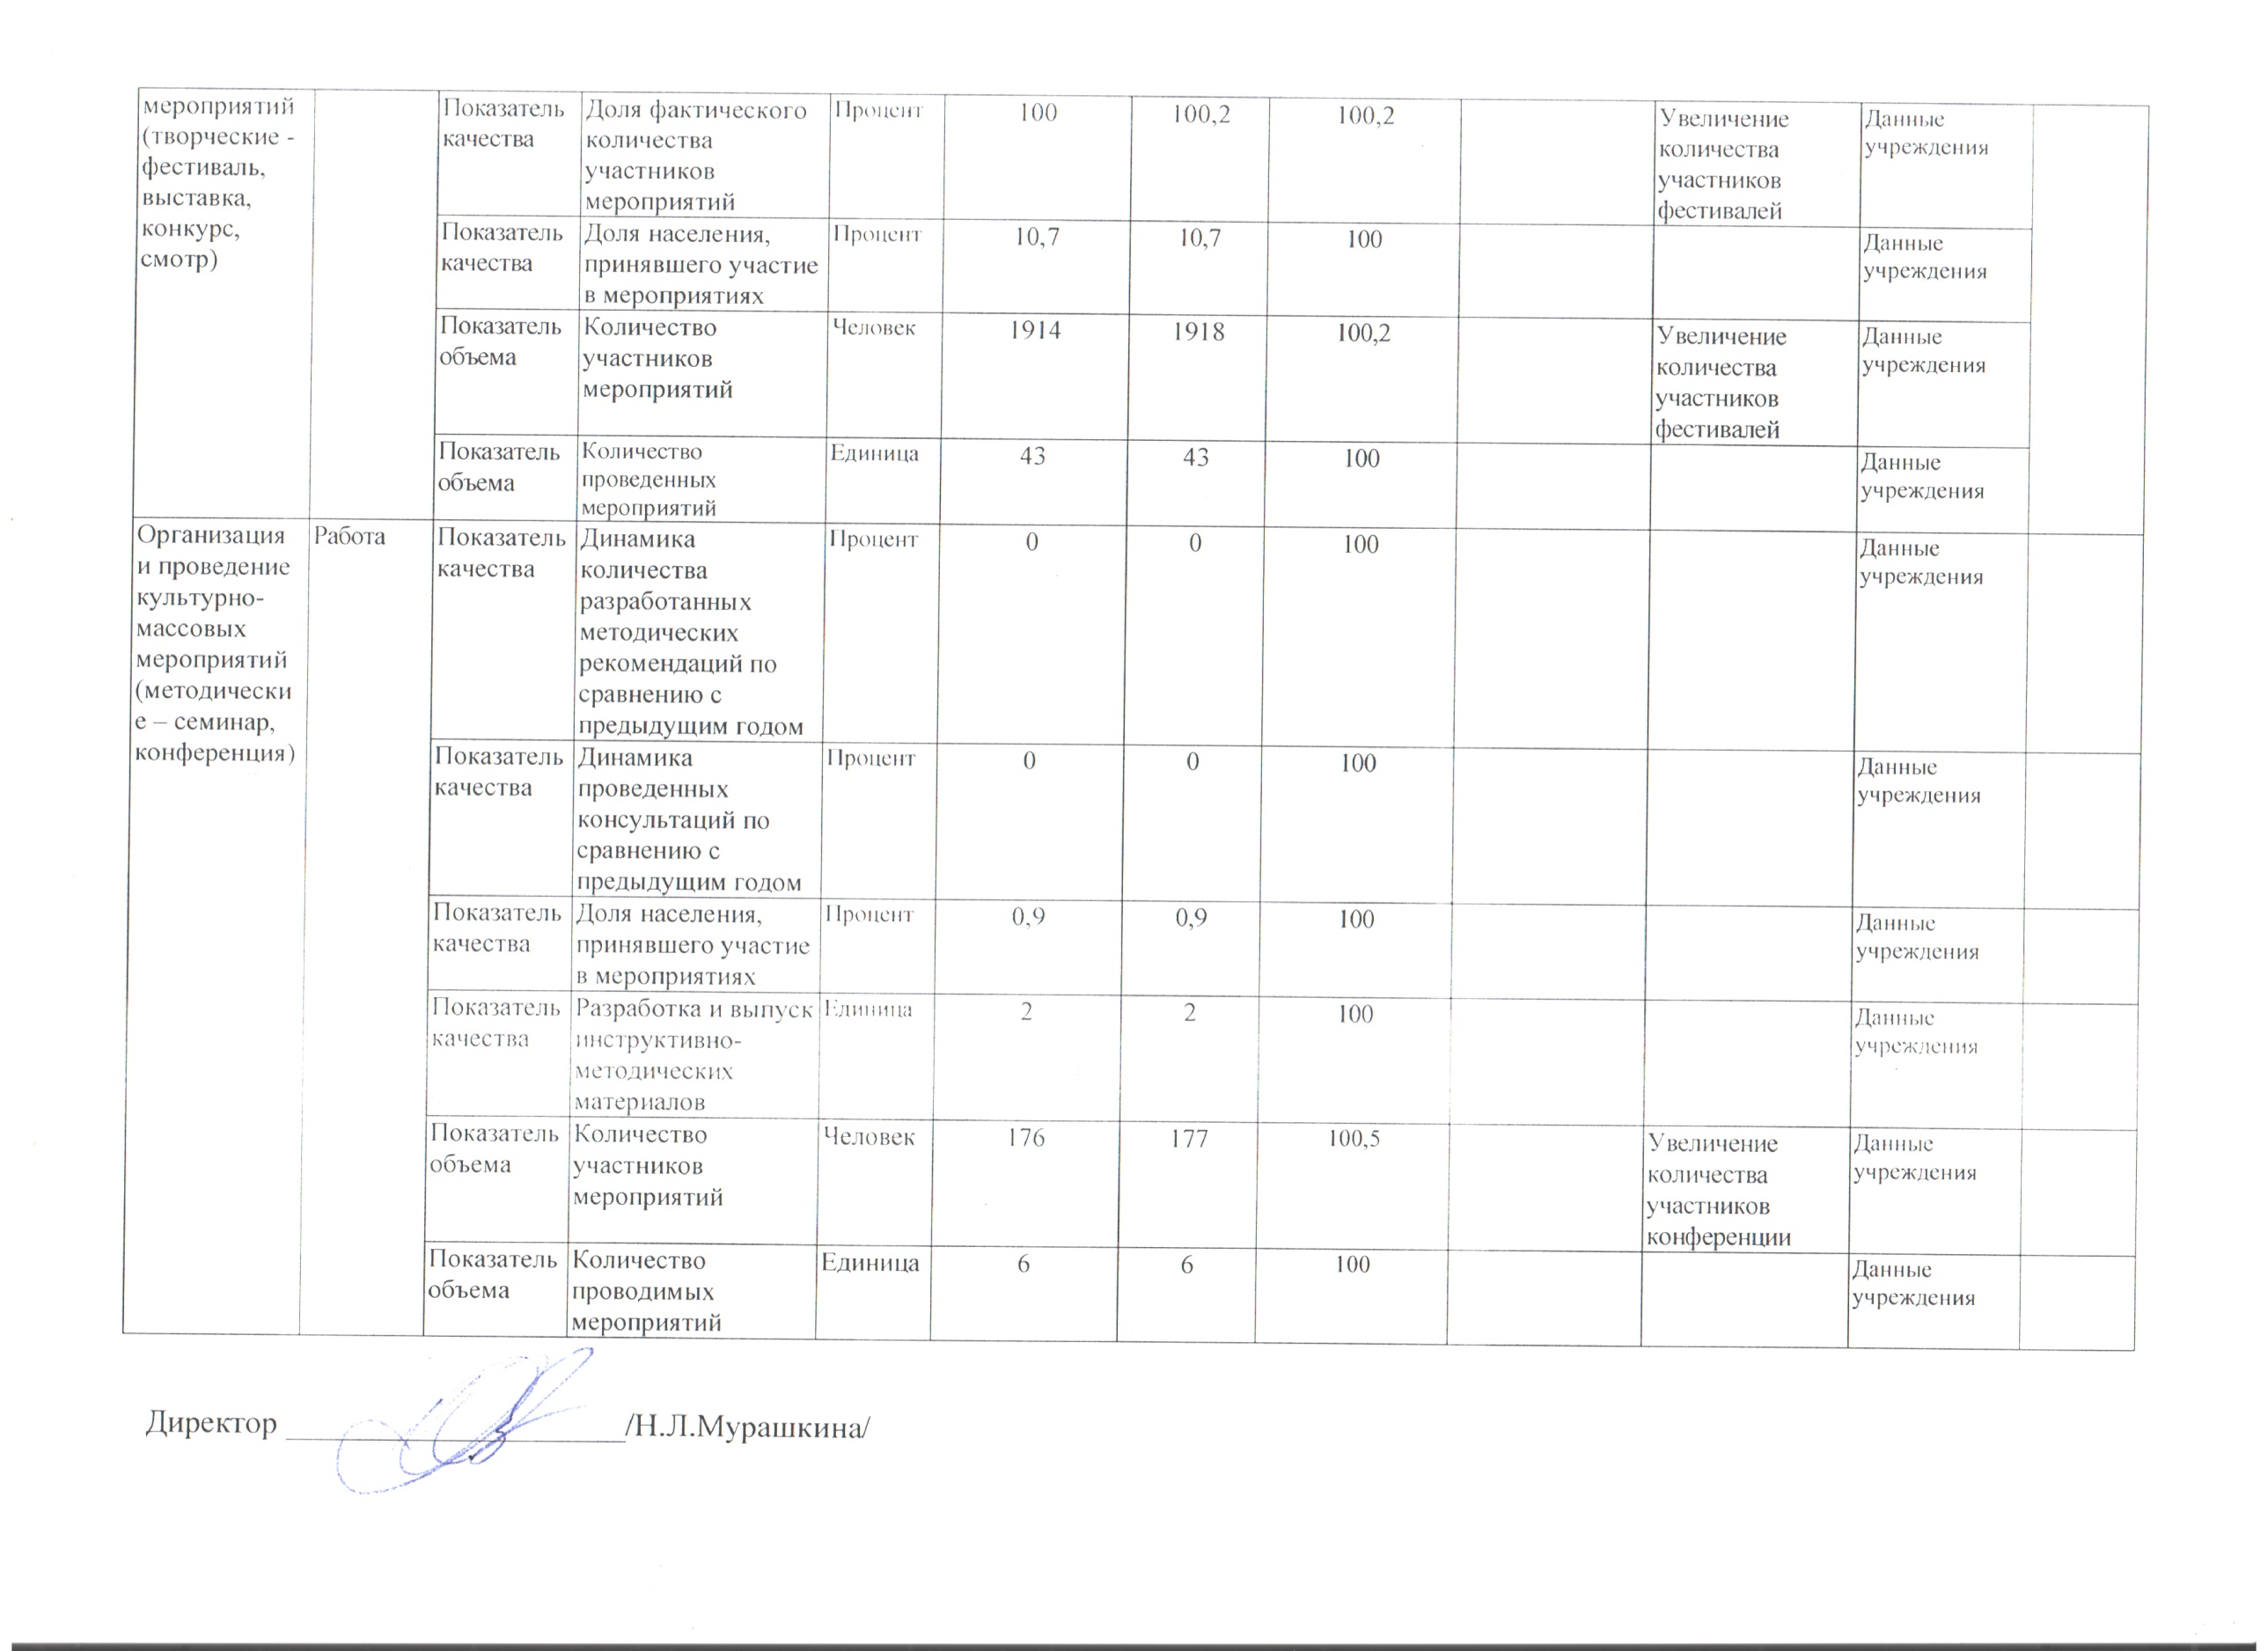 мероприятий
(творческие -
фестиваль,
выставка,
конкурс,
смотр)
Показатель
качества
Доля фактического
количества
участников
мероприятий
Процент
100
100,2
100,2
Увеличение
количества
участников
фестивалей
Данные
учреждения
Показатель
качества
Доля населения,
принявшего участие
в мероприятиях
Процент
10,7
10,7
100
Данные
учреждения
Показатель
объема
Количество
участников
мероприятий
Человек
1914
1918
100,2
Увеличение
количества
участников
фестивалей
Данные
учреждения
Показатель
объема
Количество
проведенных
мероприятий
Единица
43
43
100
Данные
учреждения
Организация
и проведение
культурно-
массовых
мероприятий
(методически
е – семинар,
конференция)
Работа
Показатель
качества
Динамика
количества
разработанных
методических
рекомендаций по
сравнению с
предыдущим годом
Процент
0
0
100
Данные
учреждения
Показатель
качества
Динамика
проведенных
консультаций по
сравнению с
предыдущим годом
Процент
0
0
100
Данные
учреждения
Показатель
качества
Доля населения,
принявшего участие
в мероприятиях
Процент
0,9
0,9
100
Данные
учреждения
Показатель
качества
Разработка и выпуск
инструктивно-
методических
материалов
Единица
2
2
100
Данные
учреждения
Показатель
объема
Количество
участников
мероприятий
Человек
176
177
100,5
Увеличение
количества
участников
конференции
Данные
учреждения
Показатель
объема
Количество
проводимых
мероприятий
Единица
6
6
100
Данные
учреждения
Директор ____________________/Н.Л.Мурашкина/